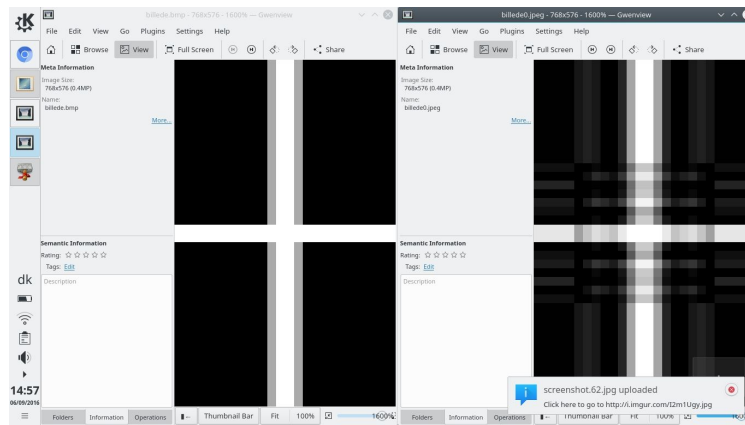 billede.bmp - 768x576 - 1600% — Gwenview
File Edit View Go Plugins Settings Help
Browse View Full Screen Share
Meta Information
Image Size:
768x576 (0.4MP)
Name:
billede.bmp
More...
Semantic Information
Rating:
Tags: Edit
Description
Folders Information Operations Thumbnail Bar Fit 100% 1600%
billede0.jpeg - 768x576 - 1600% — Gwenview
File Edit View Go Plugins Settings Help
Browse View Full Screen Share
Meta Information
Image Size:
768x576 (0.4MP)
Name:
billede0.jpeg
More...
Semantic Information
Rating:
Tags: Edit
Description
Folders Information Operations Thumbnail Bar Fit 100%
screenshot.62.jpg uploaded
Click here to go to http://i.imgur.com/I2m1Ugy.jpg
dk
14:57
06/09/2016